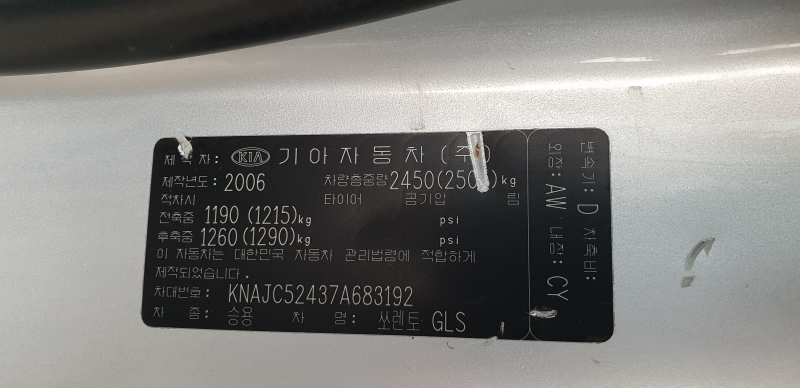 제 작 자: KIA 기아자동차 (주)
제작년도: 2006 차량총중량 2450(2505)kg
적차시 타이어 공기압 림
전축중 1190 (1215)kg psi
후축중 1260 (1290)kg psi
이 자동차는 대한민국 자동차 관리법령에 적합하게
제작되었습니다.
차대번호: KNAJC52437A683192
차 종: 승용 차 명: 쏘렌토 GLS
변속기: D 차축비:
외장: AW 내장: CY